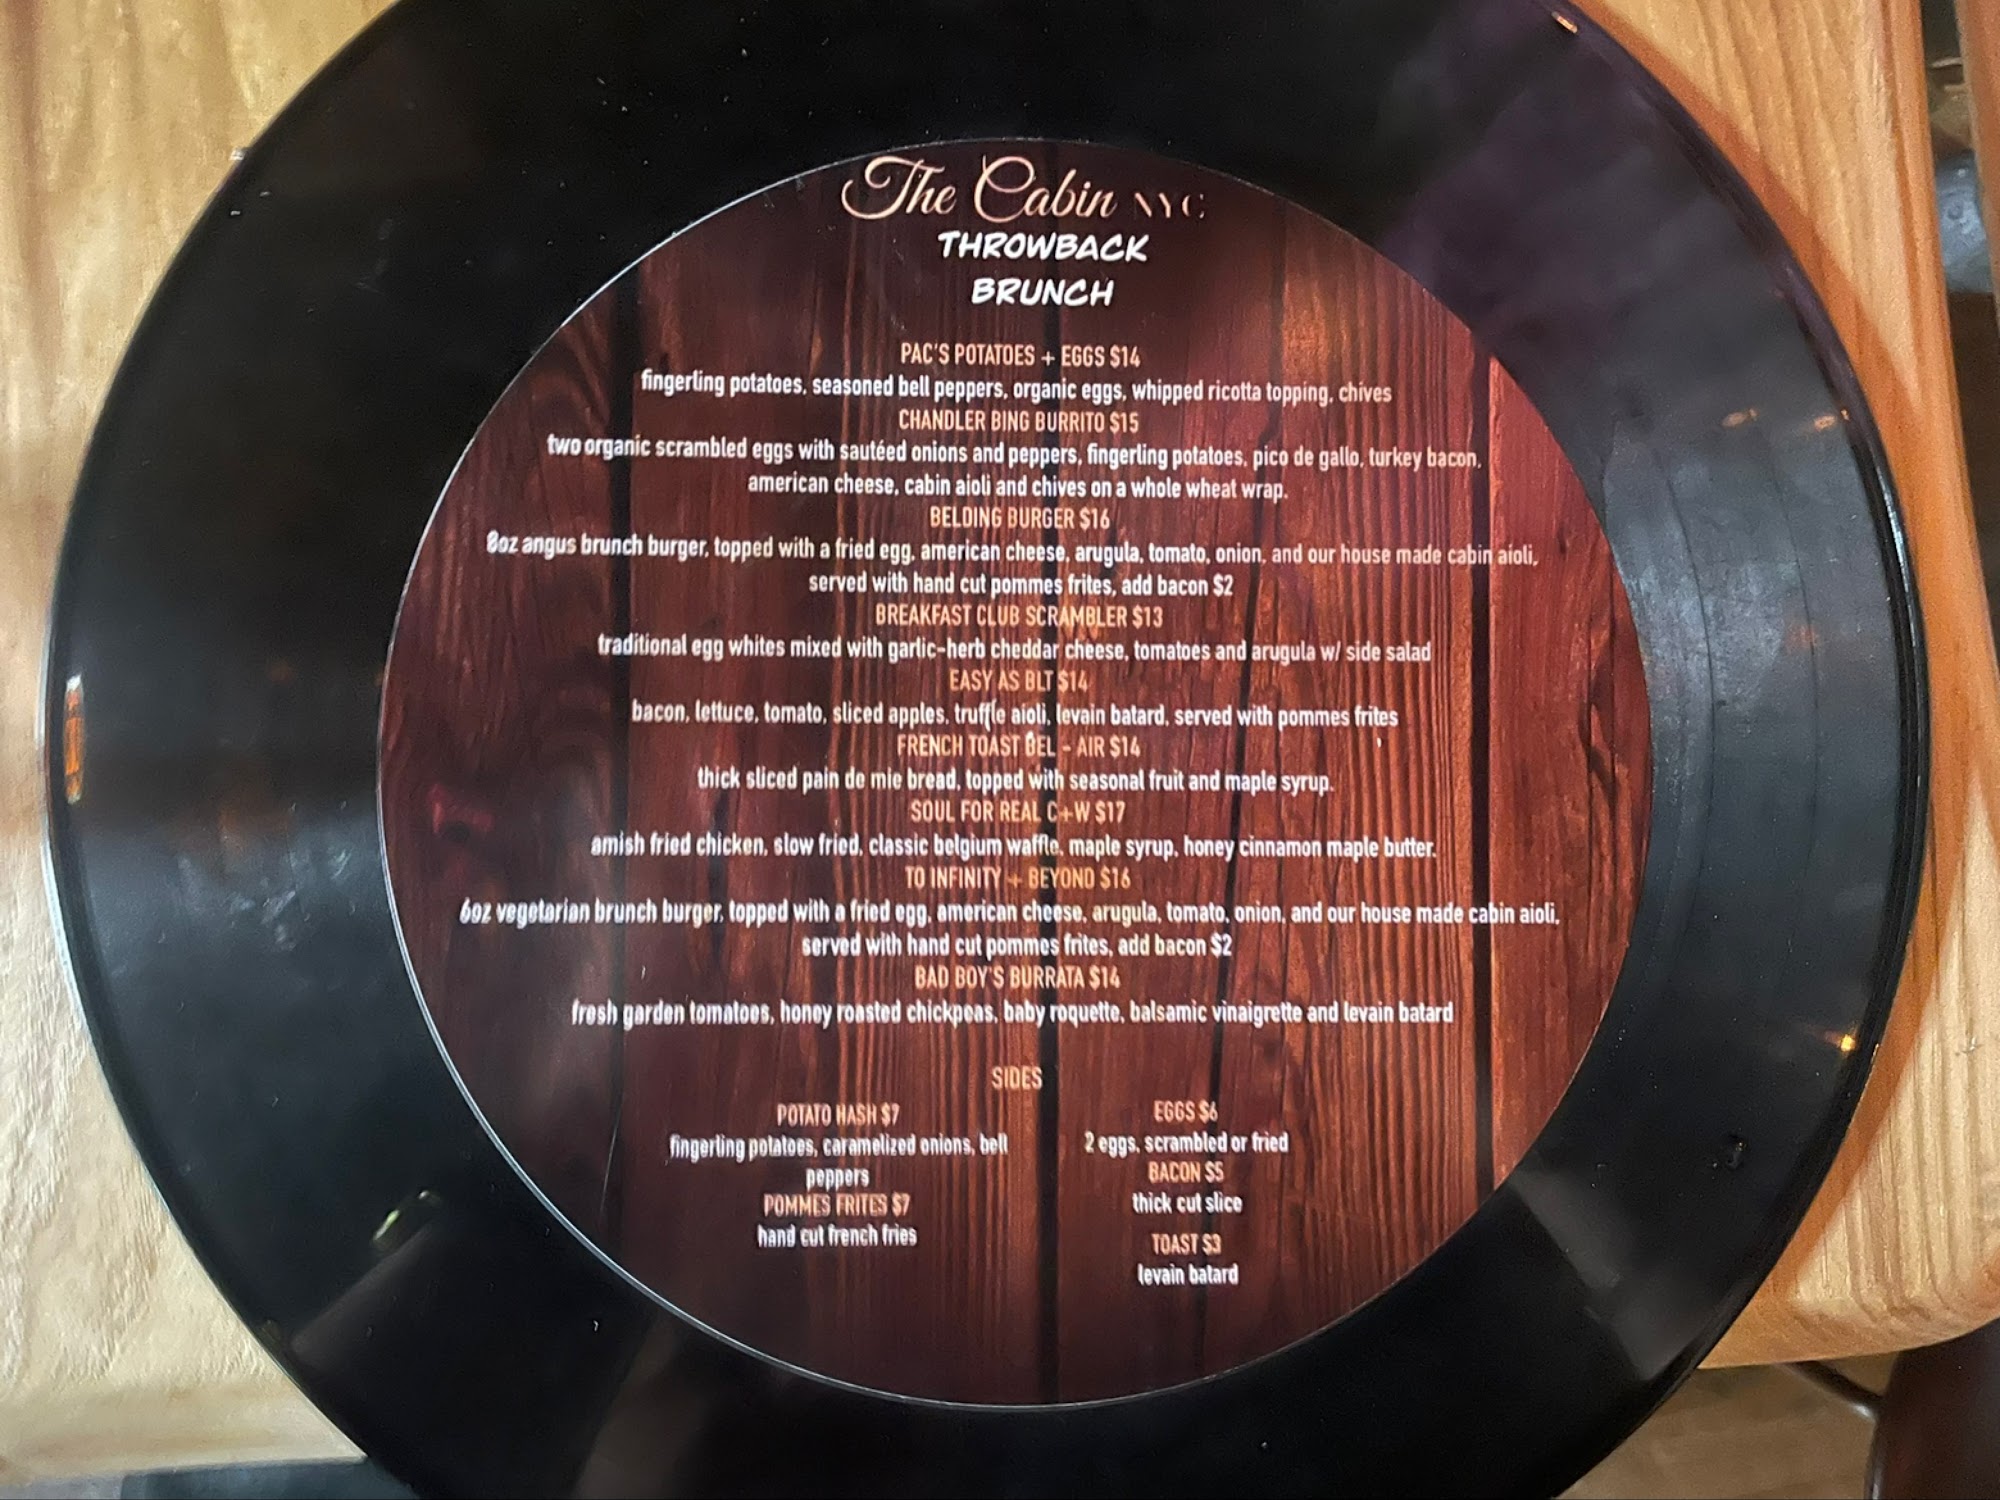 The Cabin NYC
THROWBACK
BRUNCH
PAC'S POTATOES + EGGS $14
fingerling potatoes, seasoned bell peppers, organic eggs, whipped ricotta topping, chives
CHANDLER BING BURRITO $15
two organic scrambled eggs with sautéed onions and peppers, fingerling potatoes, pico de gallo, turkey bacon,
american cheese, cabin aioli and chives on a whole wheat wrap.
BELDING BURGER $16
8oz angus brunch burger, topped with a fried egg, american cheese, arugula, tomato, onion, and our house made cabin aioli,
served with hand cut pommes frites, add bacon $2
BREAKFAST CLUB SCRAMBLER $13
traditional egg whites mixed with garlic-herb cheddar cheese, tomatoes and arugula w/ side salad
EASY AS BLT $14
bacon, lettuce, tomato, sliced apples, truffle aioli, levain batard, served with pommes frites
FRENCH TOAST BEL - AIR $14
thick sliced pain de mie bread, topped with seasonal fruit and maple syrup.
SOUL FOR REAL C+W $17
amish fried chicken, slow fried, classic belgium waffle, maple syrup, honey cinnamon maple butter.
TO INFINITY + BEYOND $16
6oz vegetarian brunch burger, topped with a fried egg, american cheese, arugula, tomato, onion, and our house made cabin aioli,
served with hand cut pommes frites, add bacon $2
BAD BOY'S BURRATA $14
fresh garden tomatoes, honey roasted chickpeas, baby roquette, balsamic vinaigrette and levain batard
SIDES
POTATO HASH $7
fingerling potatoes, caramelized onions, bell
peppers
POMMES FRITES $7
hand cut french fries
EGGS $6
2 eggs, scrambled or fried
BACON $5
thick cut slice
TOAST $3
levain batard